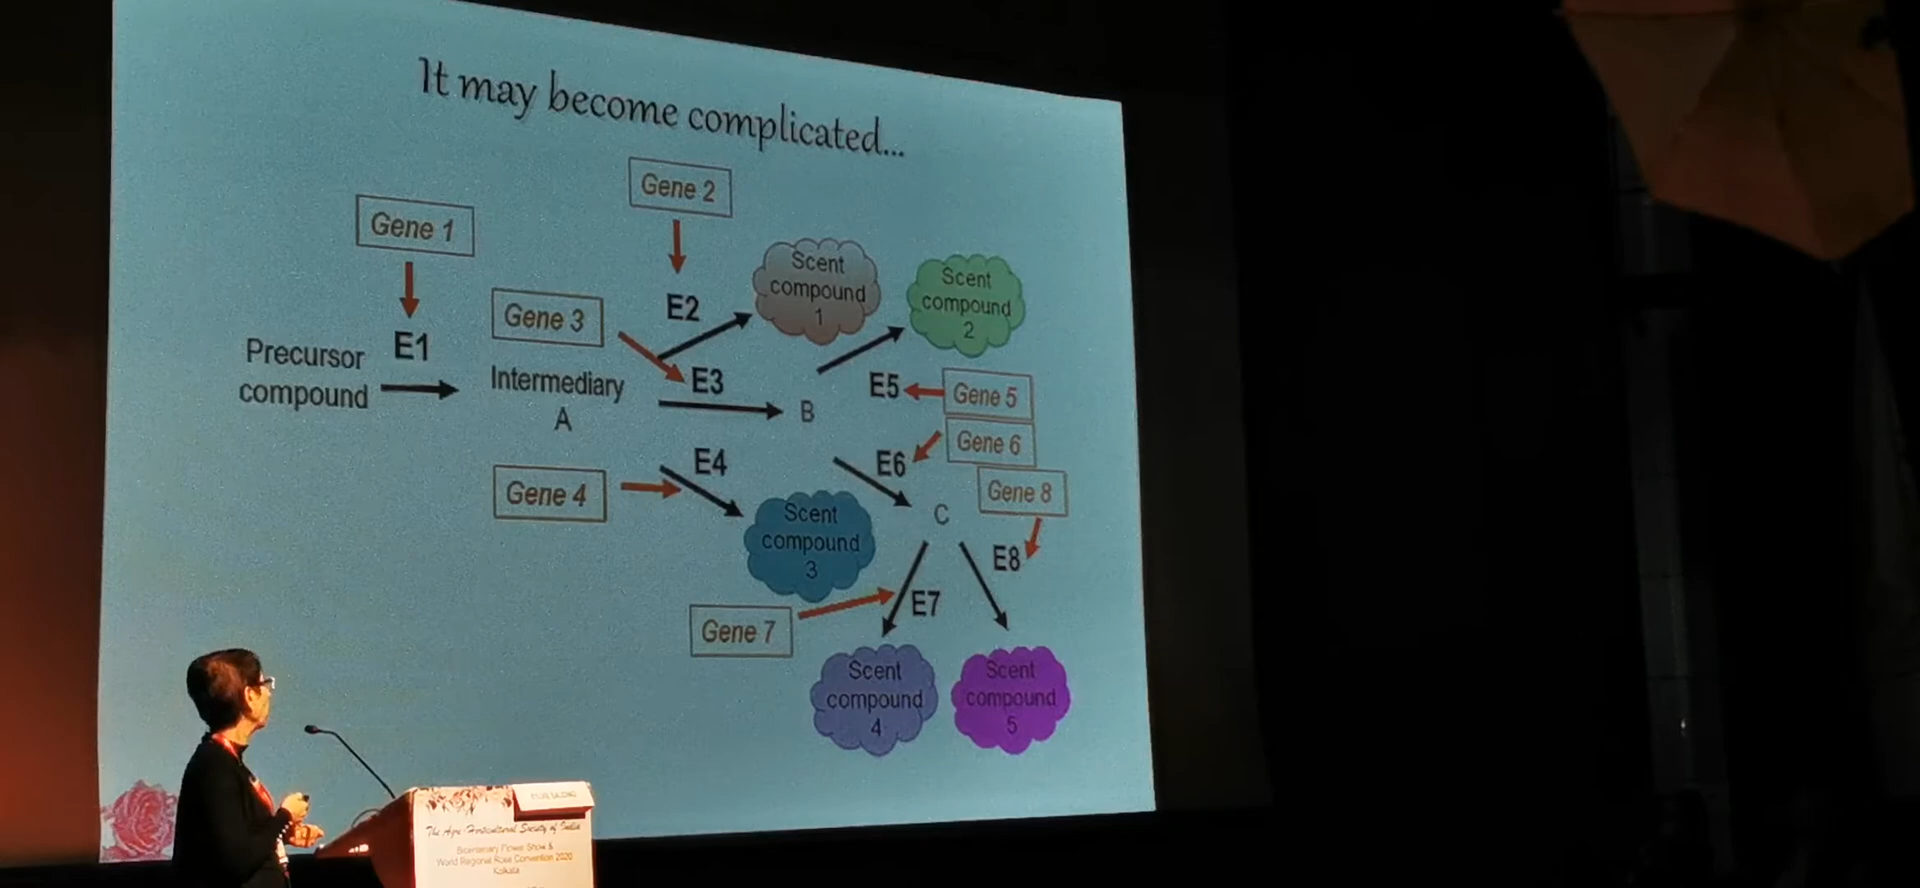 It may become complicated...
Gene 2
Gene 1
E2
Scent
compound
1
Scent
compound
2
Gene 3
E1
Precursor
compound
Intermediary
A
E3
B
E5
Gene 5
Gene 6
E6
Gene 8
E4
Gene 4
C
E8
Scent
compound
3
E7
Gene 7
Scent
compound
4
Scent
compound
5
The Agri-Horticultural Society of India
Bicentenary Flower Show &
World Regional Rose Convention 2020
Kolkata